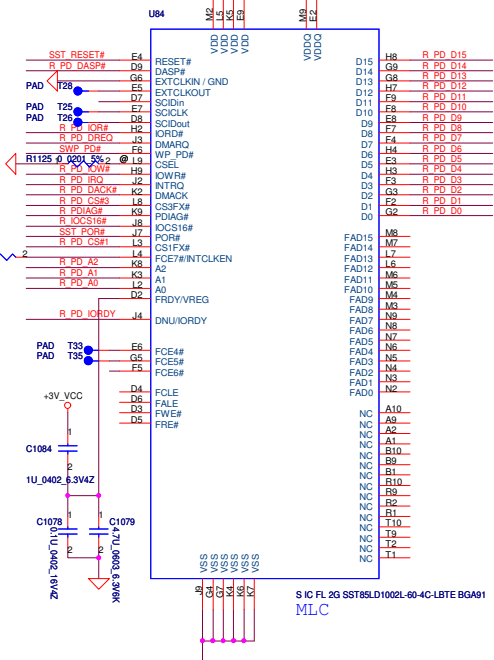 U84
M2 L5 K5 E9 M9 E2
VDD VDD VDD VDD VDDQ VDDQ
SST_RESET# E4 RESET# D15 H8 R_PD_D15
R_PD_DASP# D9 DASP# D14 G9 R_PD_D14
G6 EXTCLKIN / GND D13 G8 R_PD_D13
PAD T28 E5 EXTCLKOUT D12 H7 R_PD_D12
D7 SCIDin D11 F9 R_PD_D11
PAD T25 E7 SCICLK D10 F8 R_PD_D10
PAD T26 D8 SCIDout D9 E8 R_PD_D9
R_PD_IOR# H2 IORD# D8 F7 R_PD_D8
R_PD_DREQ J3 DMARQ D7 G4 R_PD_D7
SWP_PD# F6 WP_PD# D6 H4 R_PD_D6
R1125 0_0201_5% @ L9 CSEL D5 E3 R_PD_D5
R_PD_IOW# H9 IOWR# D4 H3 R_PD_D4
R_PD_IRQ J2 INTRQ D3 F3 R_PD_D3
R_PD_DACK# K2 DMACK D2 G3 R_PD_D2
R_PD_CS#3 L8 CS3FX# D1 F2 R_PD_D1
R_PDIAG# K9 PDIAG# D0 G2 R_PD_D0
R_IOCS16# J8 IOCS16#
SST_POR# J7 POR# FAD15 M8
R_PD_CS#1 L3 CS1FX# FAD14 M7
2 L4 FCE7#/INTCLKEN FAD13 L7
R_PD_A2 K8 A2 FAD12 L6
R_PD_A1 K3 A1 FAD11 M6
R_PD_A0 L2 A0 FAD10 M5
D2 FRDY/VREG FAD9 M4
FAD8 M3
R_PD_IORDY J4 DNU/IORDY FAD7 N9
FAD6 N8
FAD5 N7
PAD T33 E6 FCE4# FAD4 N6
PAD T35 G5 FCE5# FAD3 N5
F5 FCE6# FAD2 N4
FAD1 N3
D4 FCLE FAD0 N2
+3V_VCC D6 FALE
D3 FWE# NC A10
D5 FRE# NC A9
NC A2
1 NC A1
C1084 NC B10
2 NC B9
1U_0402_6.3V4Z NC B1
NC R10
NC R9
NC R2
1 1 NC R1
C1078 C1079 NC T10
0.1U_0402_16V4Z 4.7U_0603_6.3V6K NC T9
2 2 NC T2
NC T1
VSS VSS VSS VSS VSS VSS
J9 G4 G7 K4 K6 K7
S IC FL 2G SST85LD1002L-60-4C-LBTE BGA91
MLC